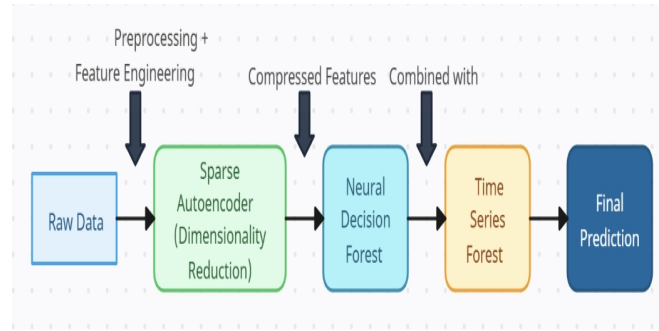 Preprocessing +
Feature Engineering
Compressed Features
Combined with
Raw Data
Sparse
Autoencoder
(Dimensionality
Reduction)
Neural
Decision
Forest
Time
Series
Forest
Final
Prediction